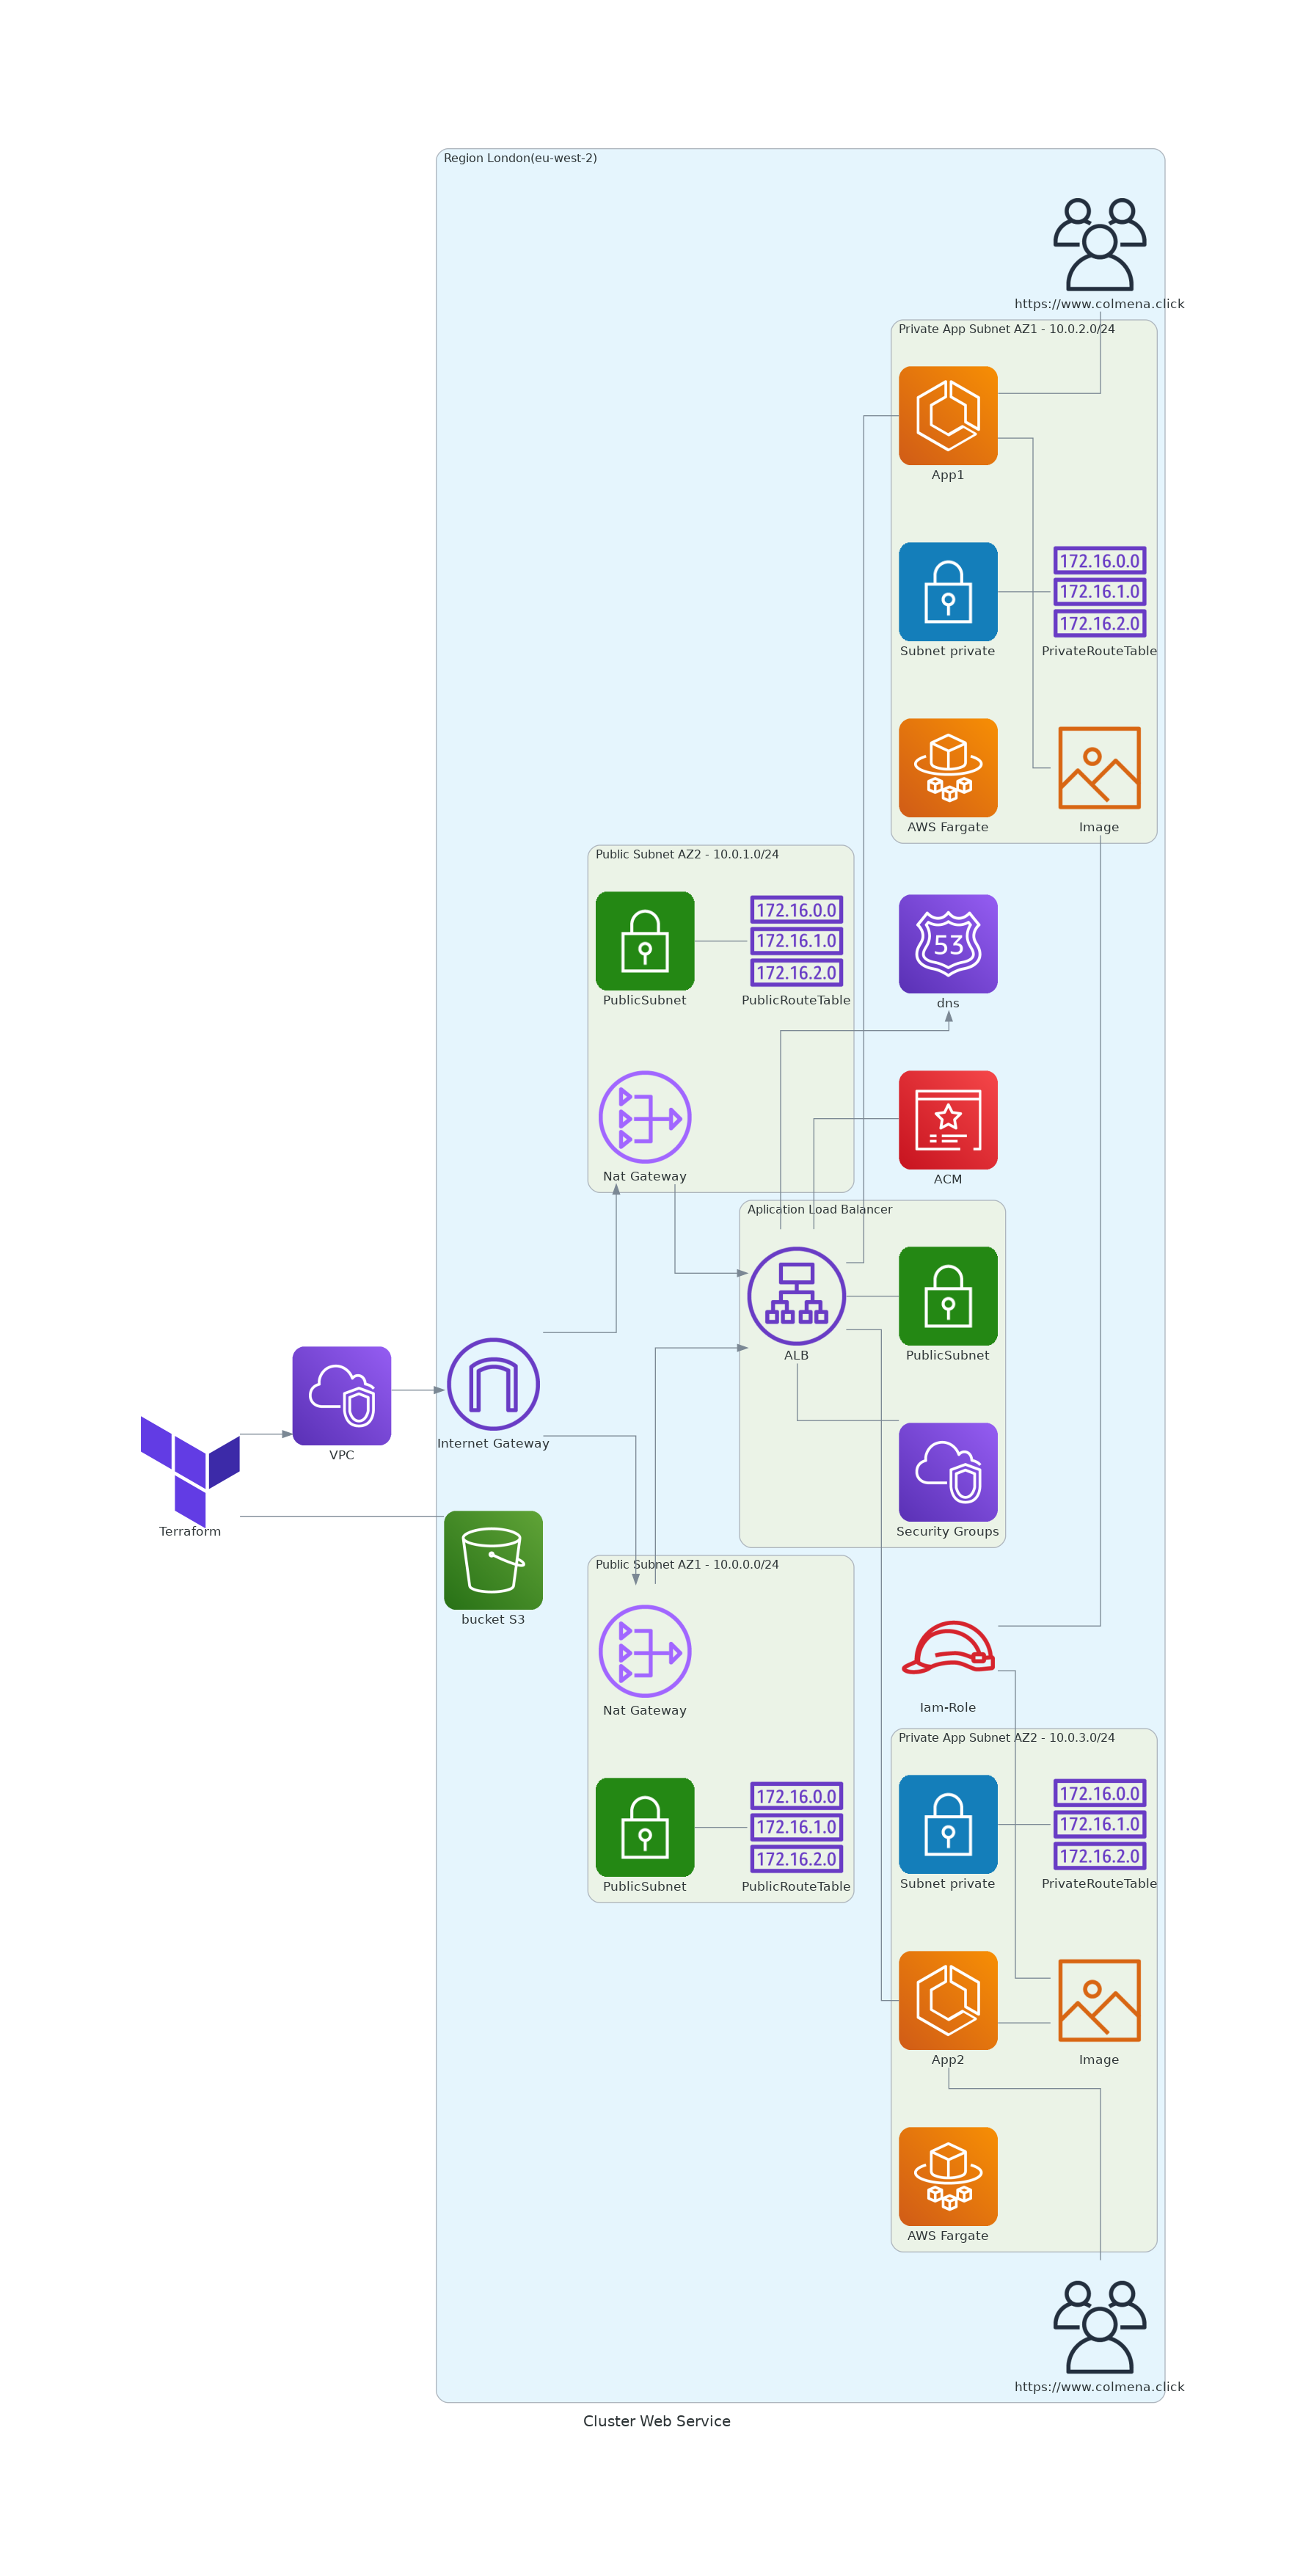 Region London(eu-west-2)
https://www.colmena.click
Private App Subnet AZ1 - 10.0.2.0/24
App1
172.16.0.0
172.16.1.0
172.16.2.0
Subnet private
PrivateRouteTable
AWS Fargate
Image
Public Subnet AZ2 - 10.0.1.0/24
172.16.0.0
172.16.1.0
172.16.2.0
PublicSubnet
PublicRouteTable
53
dns
Nat Gateway
ACM
Aplication Load Balancer
ALB
PublicSubnet
Internet Gateway
VPC
Security Groups
Terraform
Public Subnet AZ1 - 10.0.0.0/24
bucket S3
Nat Gateway
Iam-Role
Private App Subnet AZ2 - 10.0.3.0/24
172.16.0.0
172.16.1.0
172.16.2.0
PublicSubnet
PublicRouteTable
172.16.0.0
172.16.1.0
172.16.2.0
Subnet private
PrivateRouteTable
App2
Image
AWS Fargate
https://www.colmena.click
Cluster Web Service